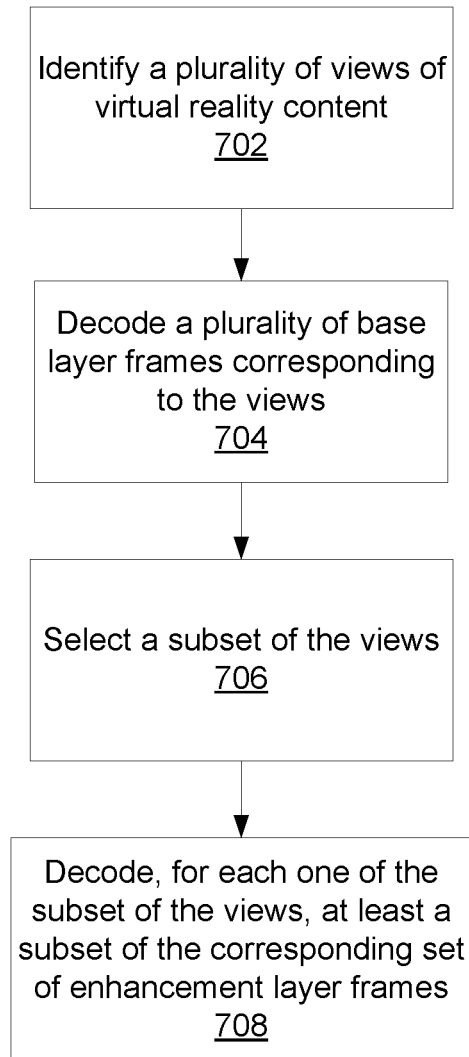 Identify a plurality of views of
virtual reality content
702
Decode a plurality of base
layer frames corresponding
to the views
704
Select a subset of the views
706
Decode, for each one of the
subset of the views, at least a
subset of the corresponding set
of enhancement layer frames
708